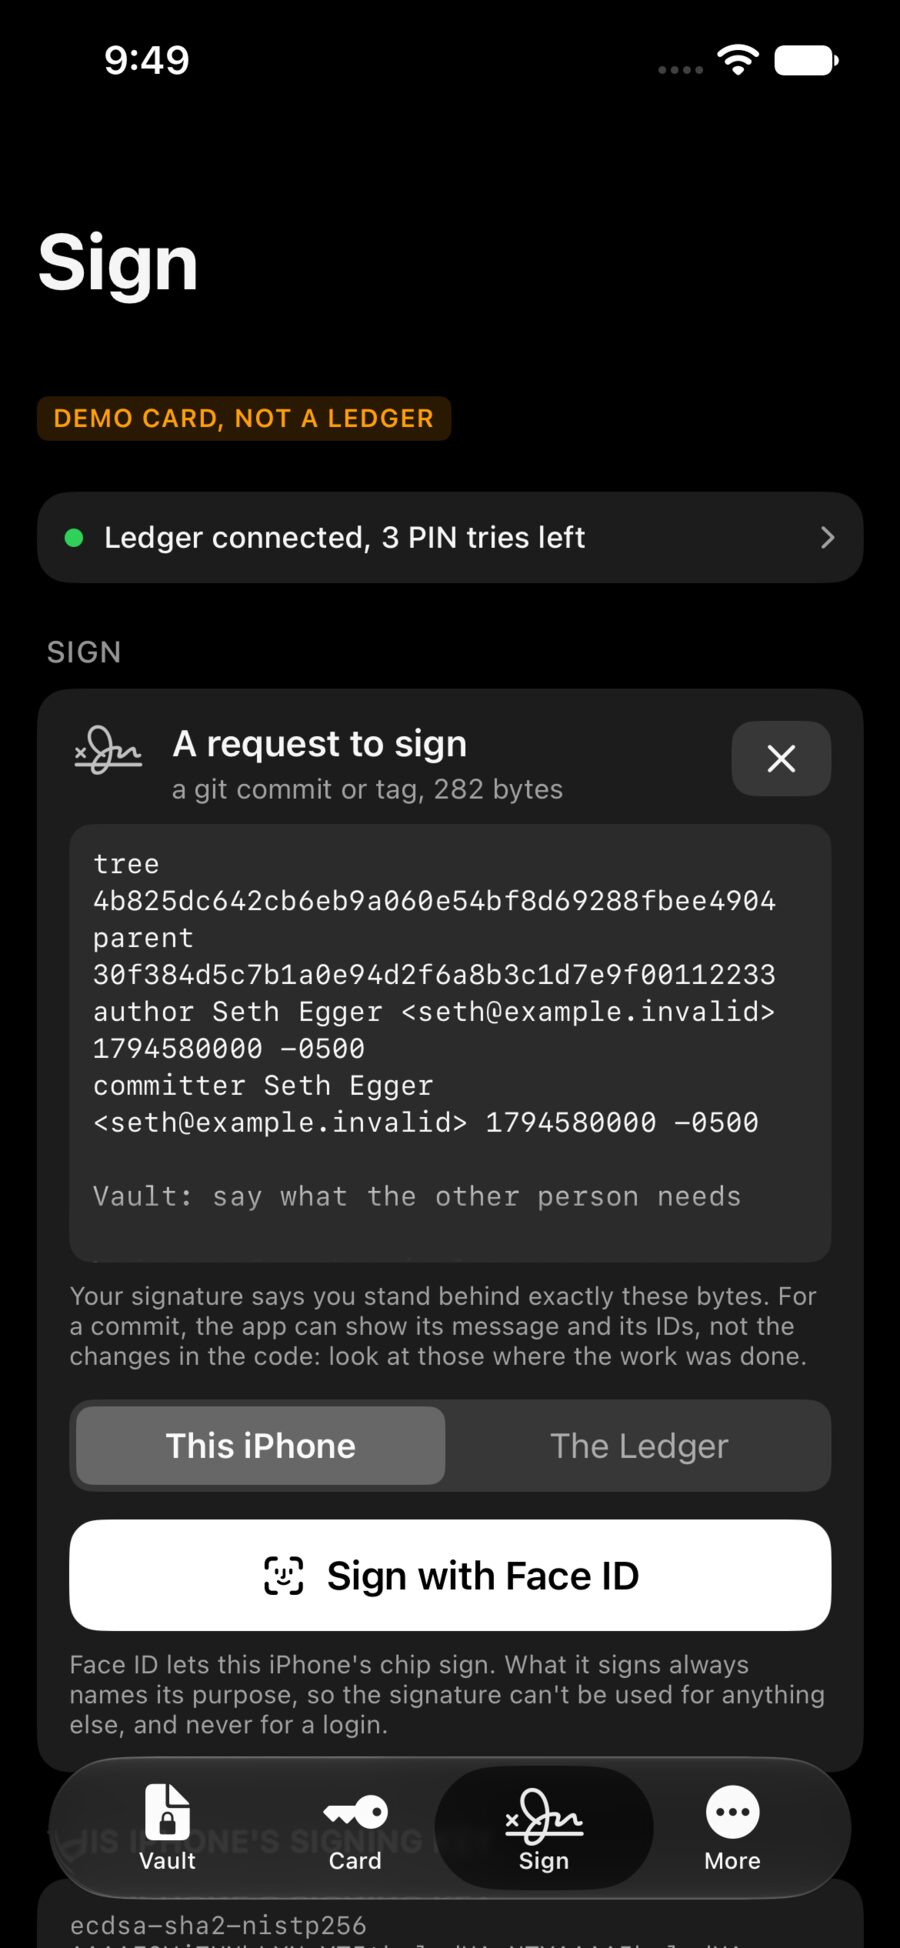 9:49
Sign
DEMO CARD, NOT A LEDGER
Ledger connected, 3 PIN tries left
SIGN
A request to sign
a git commit or tag, 282 bytes
tree
4b825dc642cb6eb9a060e54bf8d69288fbee4904
parent
30f384d5c7b1a0e94d2f6a8b3c1d7e9f00112233
author Seth Egger <seth@example.invalid>
1794580000 -0500
committer Seth Egger
<seth@example.invalid> 1794580000 -0500
Vault: say what the other person needs
Your signature says you stand behind exactly these bytes. For
a commit, the app can show its message and its IDs, not the
changes in the code: look at those where the work was done.
This iPhone The Ledger
Sign with Face ID
Face ID lets this iPhone's chip sign. What it signs always
names its purpose, so the signature can't be used for anything
else, and never for a login.
IPHONE'S SIGNING
Vault Card Sign More
ecdsa-sha2-nistp256